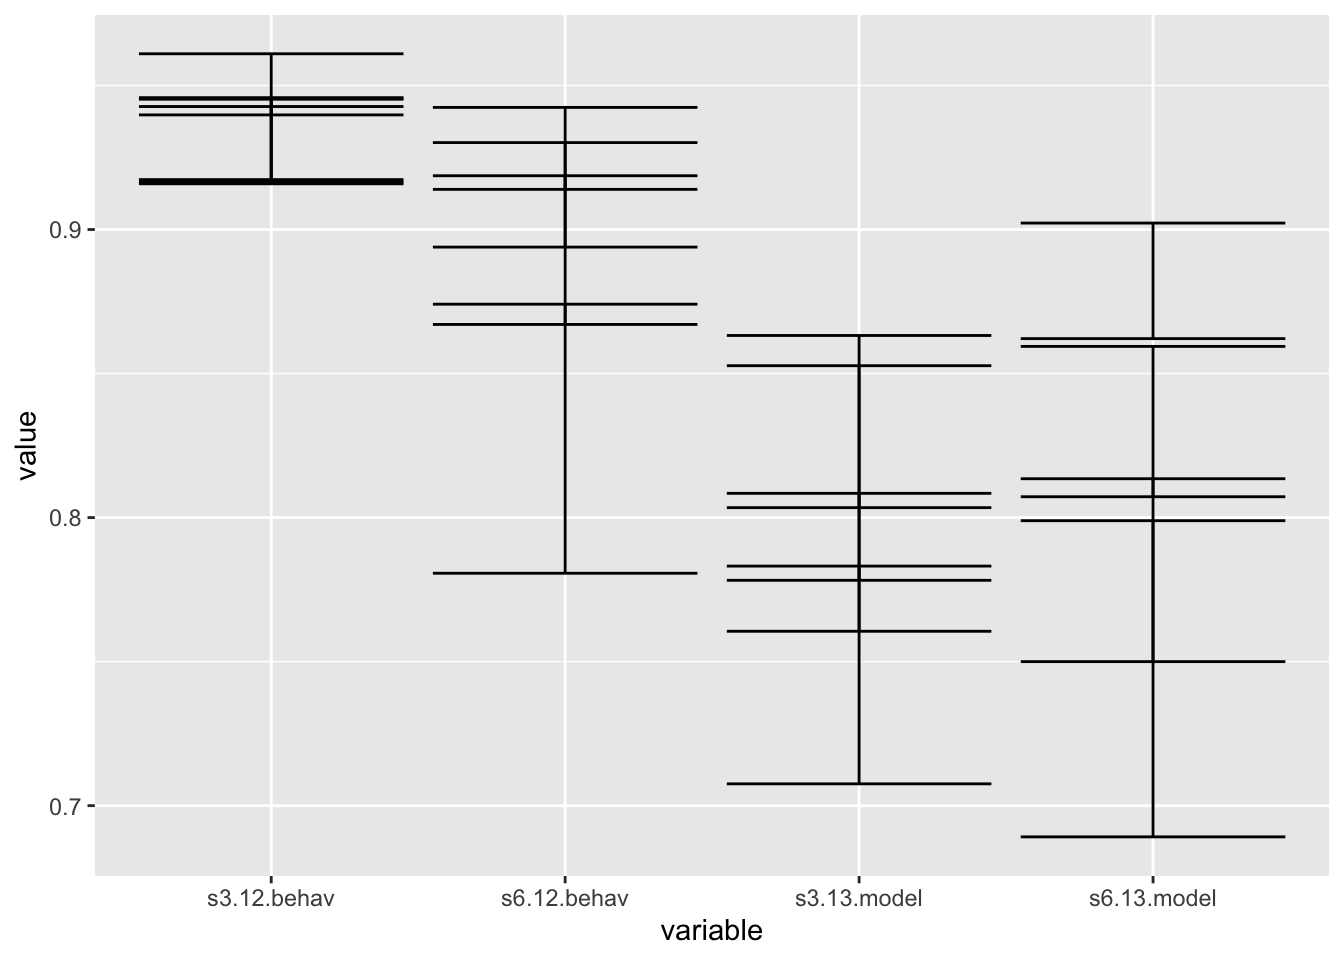 value
0.9
0.8
0.7
s3.12.behav s6.12.behav s3.13.model s6.13.model
variable